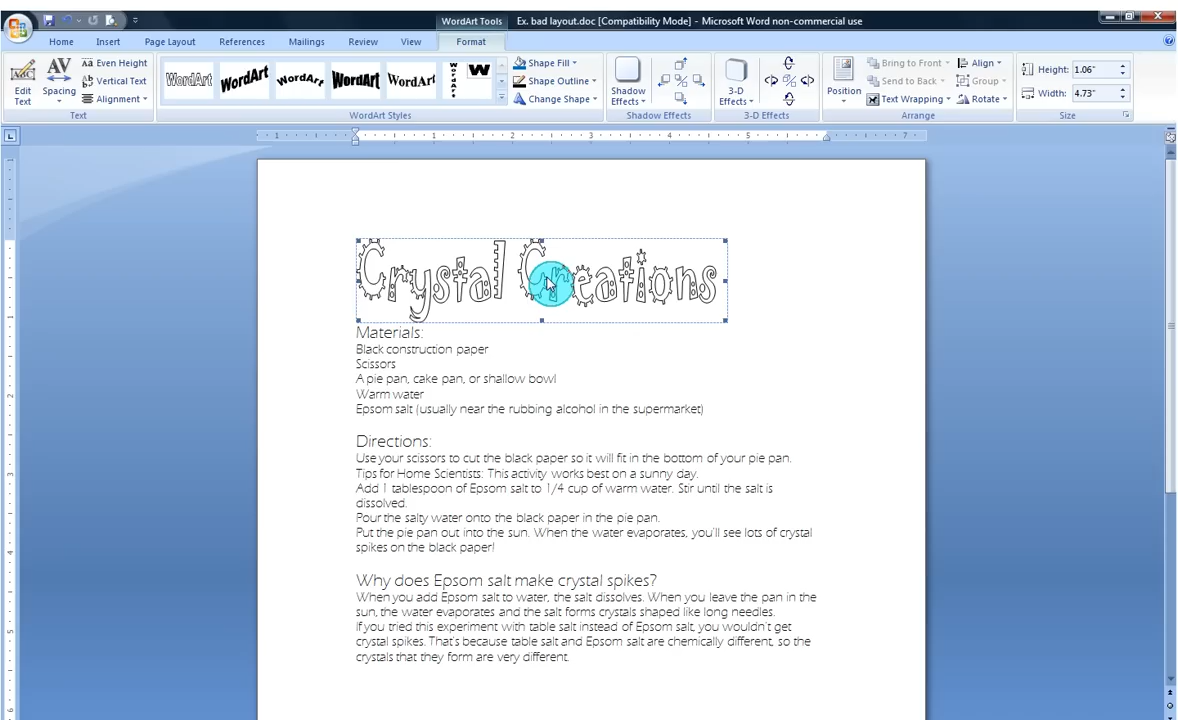 WordArt Tools
Ex. bad layout.doc [Compatibility Mode] - Microsoft Word non-commercial use
Home Insert Page Layout References Mailings Review View Format
Edit Text
Spacing
Even Height
Vertical Text
Alignment
Text
WordArt WordArt WordArt WordArt WordArt
WordArt Styles
Shape Fill
Shape Outline
Change Shape
Shadow Effects
Shadow Effects
3-D Effects
3-D Effects
Position
Bring to Front
Send to Back
Text Wrapping
Align
Group
Rotate
Arrange
Height: 1.06"
Width: 4.73"
Size
1 1 2 3 4 5 7
Crystal Creations
Materials:
Black construction paper
Scissors
A pie pan, cake pan, or shallow bowl
Warm water
Epsom salt (usually near the rubbing alcohol in the supermarket)
Directions:
Use your scissors to cut the black paper so it will fit in the bottom of your pie pan.
Tips for Home Scientists: This activity works best on a sunny day.
Add 1 tablespoon of Epsom salt to 1/4 cup of warm water. Stir until the salt is
dissolved.
Pour the salty water onto the black paper in the pie pan.
Put the pie pan out into the sun. When the water evaporates, you'll see lots of crystal
spikes on the black paper!
Why does Epsom salt make crystal spikes?
When you add Epsom salt to water, the salt dissolves. When you leave the pan in the
sun, the water evaporates and the salt forms crystals shaped like long needles.
If you tried this experiment with table salt instead of Epsom salt, you wouldn't get
crystal spikes. That's because table salt and Epsom salt are chemically different, so the
crystals that they form are very different.